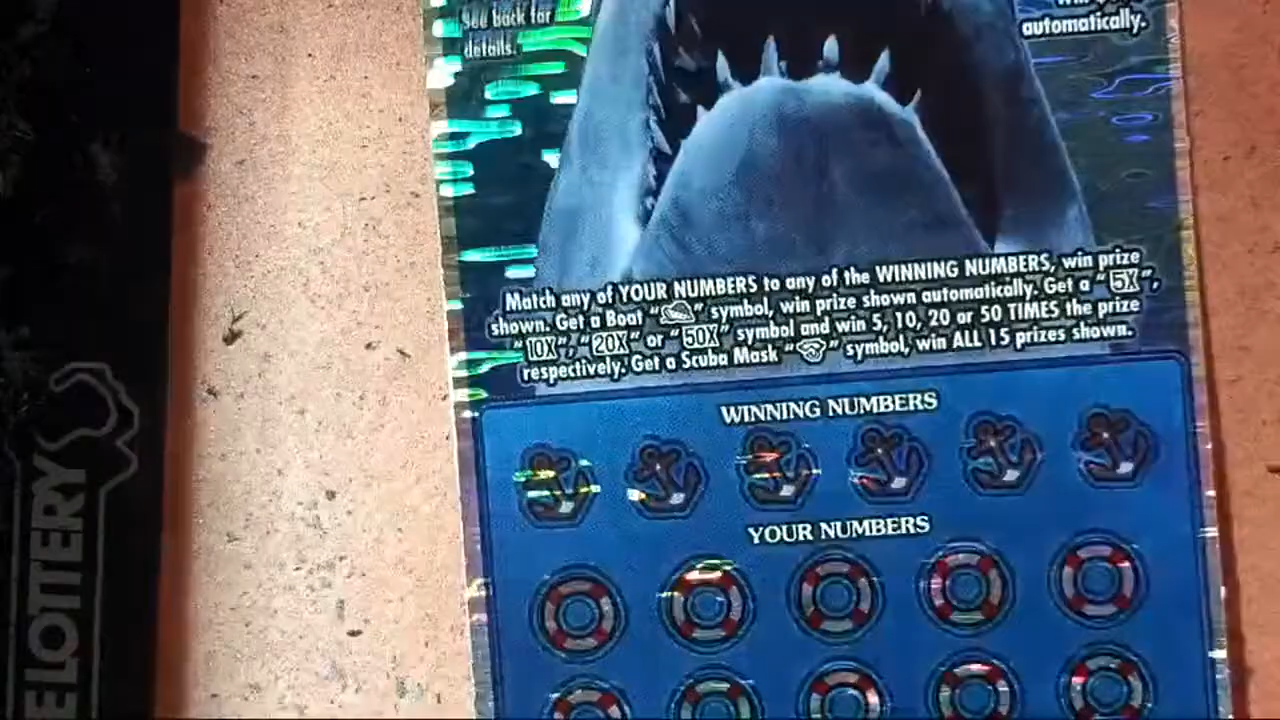 See back for
details.
automatically.
Match any of YOUR NUMBERS to any of the WINNING NUMBERS, win prize
shown. Get a Boat “ ” symbol, win prize shown automatically. Get a “5X”,
“10X”, “20X” or “50X” symbol and win 5, 10, 20 or 50 TIMES the prize
respectively. Get a Scuba Mask “ ” symbol, win ALL 15 prizes shown.
WINNING NUMBERS
YOUR NUMBERS
E LOTTERY